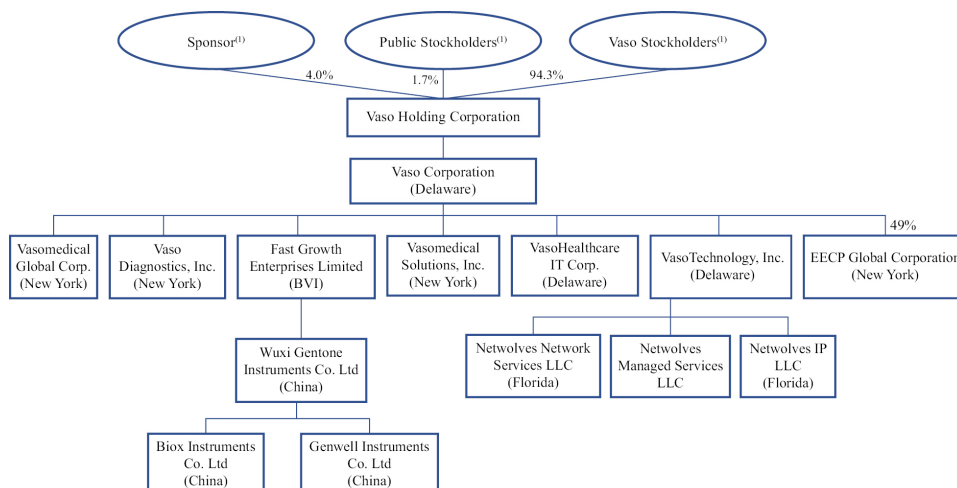 Sponsor(1)
Public Stockholders(1)
Vaso Stockholders(1)
4.0%
1.7%
94.3%
Vaso Holding Corporation
Vaso Corporation
(Delaware)
49%
Vasomedical
Global Corp.
(New York)
Vaso
Diagnostics, Inc.
(New York)
Fast Growth
Enterprises Limited
(BVI)
Vasomedical
Solutions, Inc.
(New York)
VasoHealthcare
IT Corp.
(Delaware)
VasoTechnology, Inc.
(Delaware)
EECP Global Corporation
(New York)
Wuxi Gentone
Instruments Co. Ltd
(China)
Netwolves Network
Services LLC
(Florida)
Netwolves
Managed Services
LLC
Netwolves IP
LLC
(Florida)
Biox Instruments
Co. Ltd
(China)
Genwell Instruments
Co. Ltd
(China)